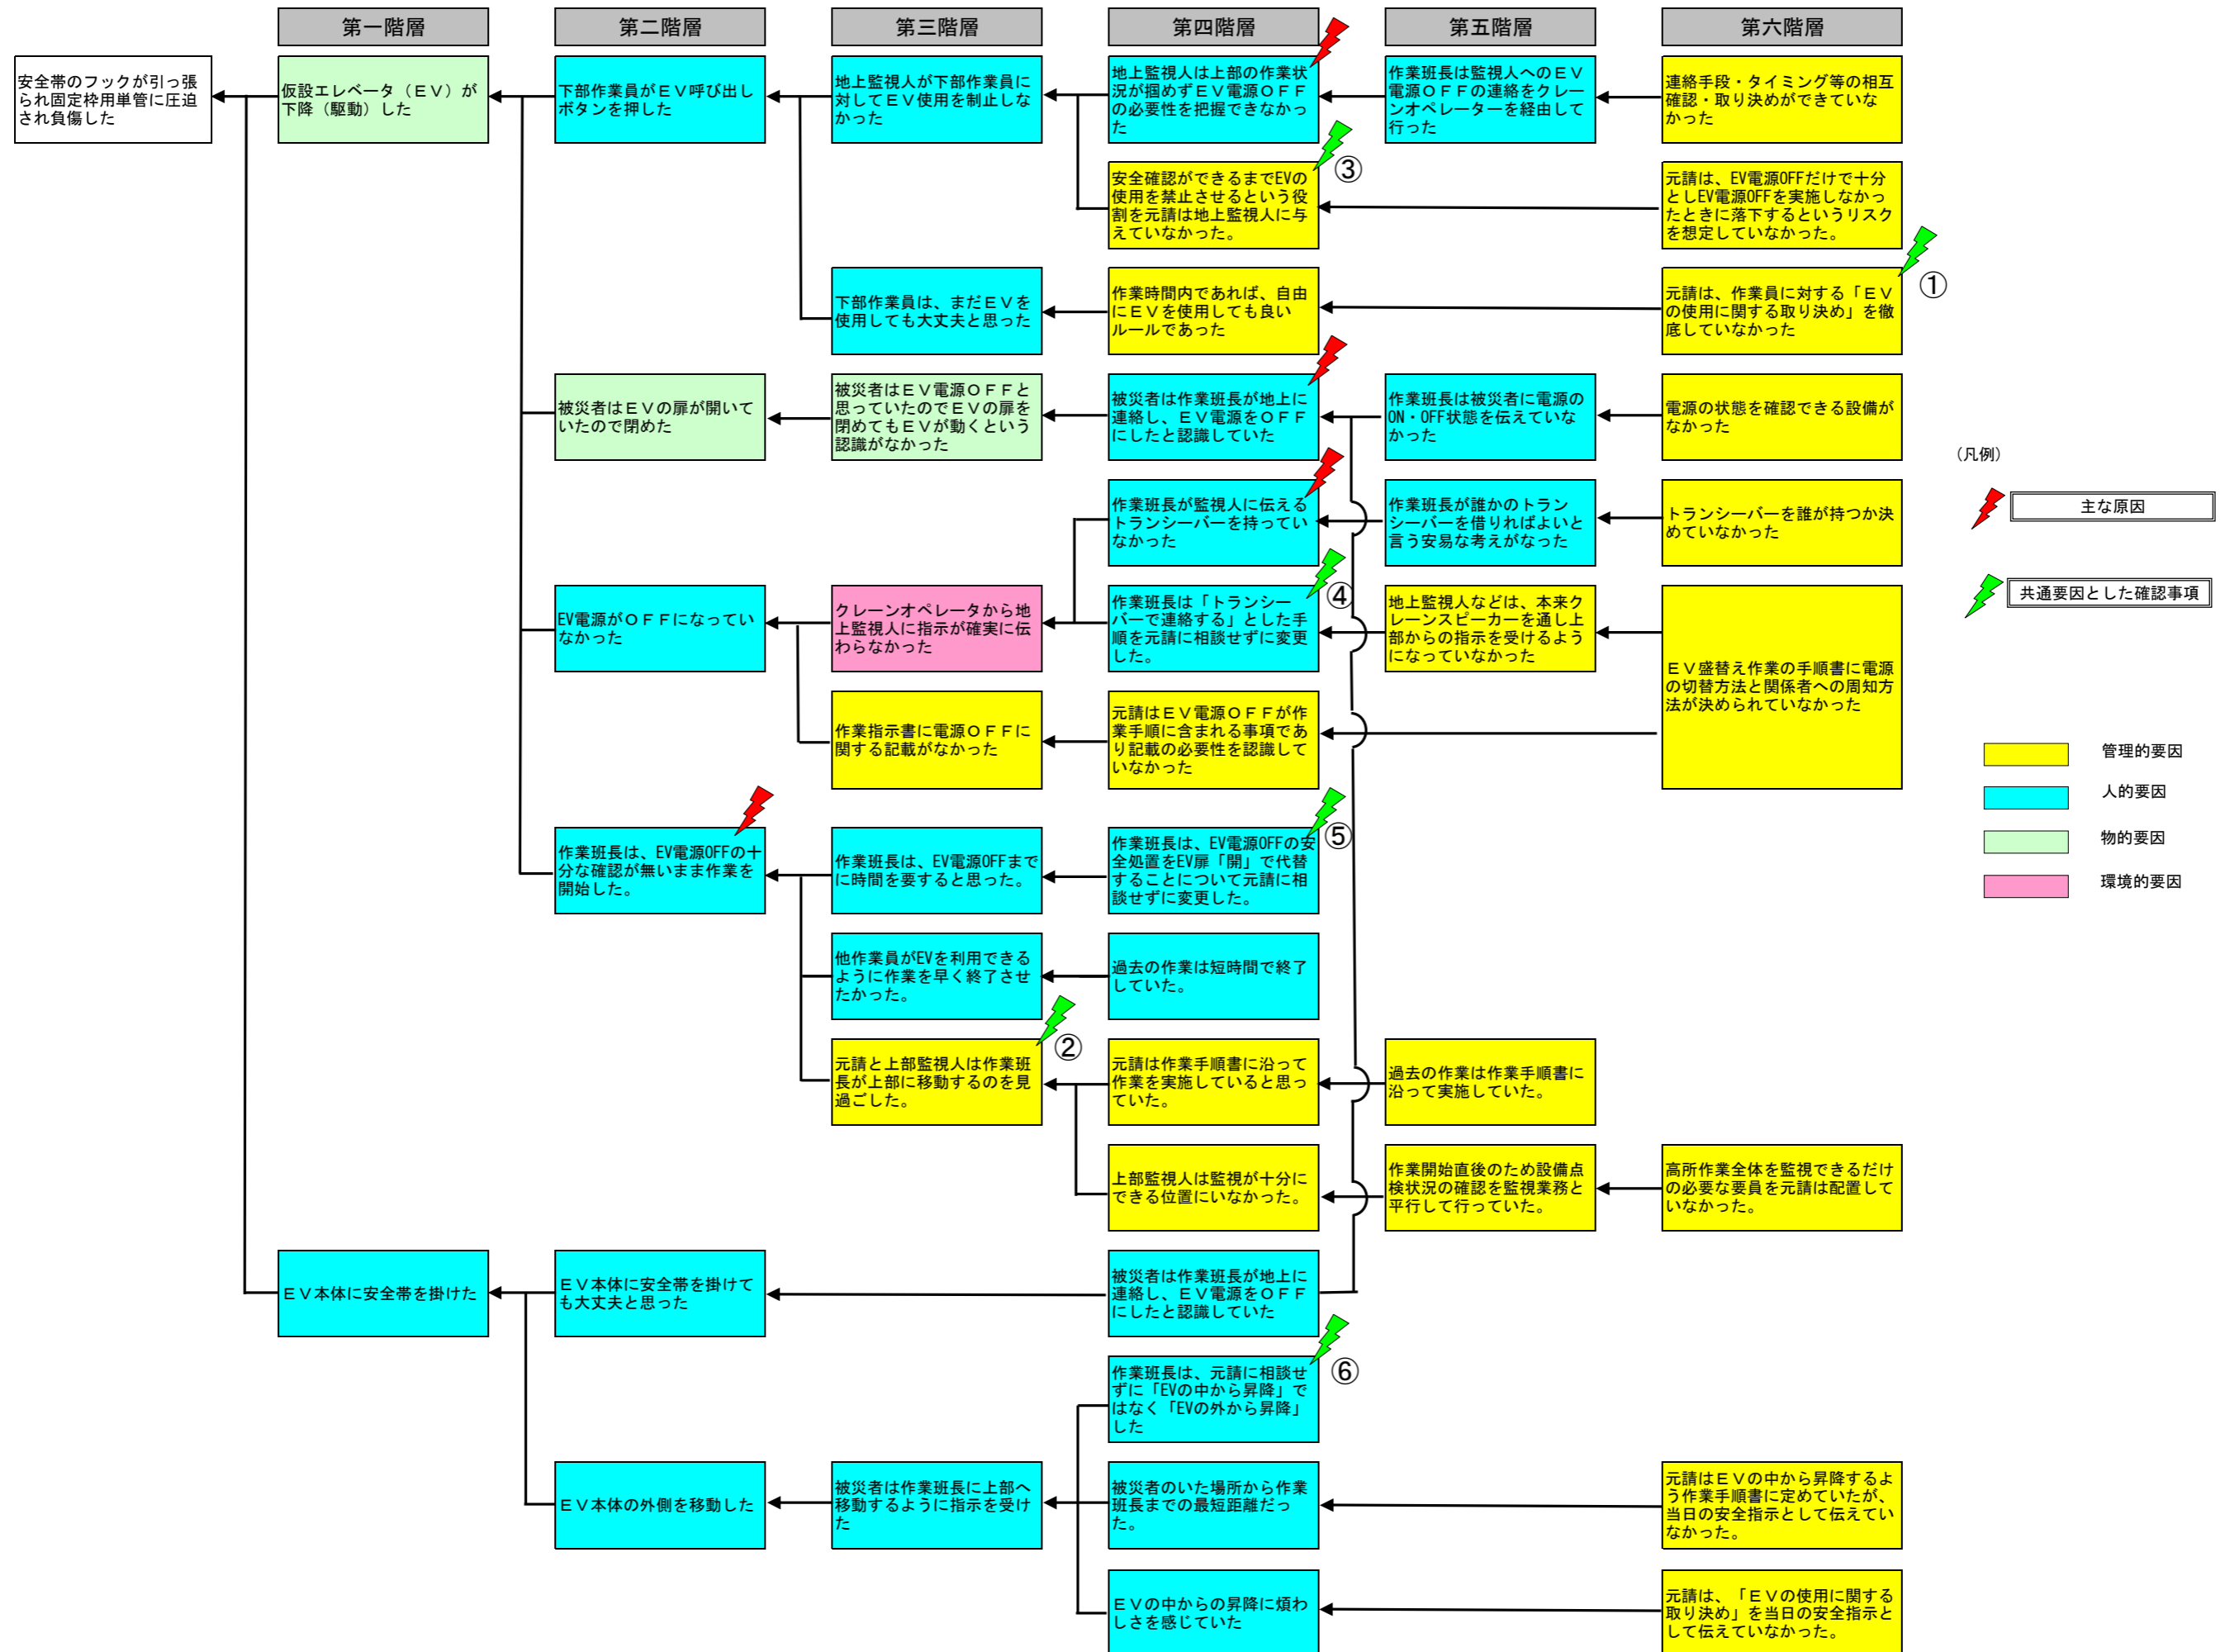 第一階層
第二階層
第三階層
第四階層
第五階層
第六階層
安全帯のフックが引っ張
られ固定枠用単管に圧迫
され負傷した
仮設エレベータ（ＥＶ）が
下降（駆動）した
下部作業員がＥＶ呼び出し
ボタンを押した
地上監視人が下部作業員に
対してＥＶ使用を制止しな
かった
地上監視人は上部の作業状
況が掴めずＥＶ電源ＯＦＦ
の必要性を把握できなかっ
た
作業班長は監視人へのＥＶ
電源ＯＦＦの連絡をクレー
ンオペレーターを経由して
行った
連絡手段・タイミング等の相互
確認・取り決めができていな
かった
③
安全確認ができるまでEVの
使用を禁止させるという役
割を元請は地上監視人に与
えていなかった。
元請は、EV電源OFFだけで十分
としEV電源OFFを実施しなかっ
たときに落下するというリスク
を想定していなかった。
下部作業員は、まだＥＶを
使用しても大丈夫と思った
作業時間内であれば、自由
にＥＶを使用しても良い
ルールであった
①
元請は、作業員に対する「ＥＶ
の使用に関する取り決め」を徹
底していなかった
被災者はＥＶの扉が開いて
いたので閉めた
被災者はＥＶ電源ＯＦＦと
思っていたのでＥＶの扉を
閉めてもＥＶが動くという
認識がなかった
被災者は作業班長が地上に
連絡し、ＥＶ電源をＯＦＦ
にしたと認識していた
作業班長は被災者に電源の
ON・OFF状態を伝えていな
かった
電源の状態を確認できる設備が
なかった
作業班長が監視人に伝える
トランシーバーを持ってい
なかった
作業班長が誰かのトラン
シーバーを借りればよいと
言う安易な考えがなった
トランシーバーを誰が持つか決
めていなかった
EV電源がＯＦＦになってい
なかった
クレーンオペレータから地
上監視人に指示が確実に伝
わらなかった
④
作業班長は「トランシー
バーで連絡する」とした手
順を元請に相談せずに変更
した。
地上監視人などは、本来ク
レーンスピーカーを通し上
部からの指示を受けるよう
になっていなかった
ＥＶ盛替え作業の手順書に電源
の切替方法と関係者への周知方
法が決められていなかった
作業指示書に電源ＯＦＦに
関する記載がなかった
元請はＥＶ電源ＯＦＦが作
業手順に含まれる事項であ
り記載の必要性を認識して
いなかった
作業班長は、EV電源OFFの十
分な確認が無いまま作業を
開始した。
作業班長は、EV電源OFFまで
に時間を要すると思った。
⑤
作業班長は、EV電源OFFの安
全処置をEV扉「開」で代替
することについて元請に相
談せずに変更した。
他作業員がEVを利用できる
ように作業を早く終了させ
たかった。
過去の作業は短時間で終了
していた。
②
元請と上部監視人は作業班
長が上部に移動するのを見
過ごした。
元請は作業手順書に沿って
作業を実施していると思っ
ていた。
過去の作業は作業手順書に
沿って実施していた。
上部監視人は監視が十分に
できる位置にいなかった。
作業開始直後のため設備点
検状況の確認を監視業務と
平行して行っていた。
高所作業全体を監視できるだけ
の必要な要員を元請は配置して
いなかった。
ＥＶ本体に安全帯を掛けた
ＥＶ本体に安全帯を掛けて
も大丈夫と思った
被災者は作業班長が地上に
連絡し、ＥＶ電源をＯＦＦ
にしたと認識していた
⑥
作業班長は、元請に相談せ
ずに「EVの中から昇降」で
はなく「EVの外から昇降」
した
ＥＶ本体の外側を移動した
被災者は作業班長に上部へ
移動するように指示を受け
た
被災者のいた場所から作業
班長までの最短距離だっ
た。
元請はＥＶの中から昇降するよ
う作業手順書に定めていたが、
当日の安全指示として伝えてい
なかった。
ＥＶの中からの昇降に煩わ
しさを感じていた
元請は、「ＥＶの使用に関する
取り決め」を当日の安全指示と
して伝えていなかった。
（凡例）
主な原因
共通要因とした確認事項
管理的要因
人的要因
物的要因
環境的要因